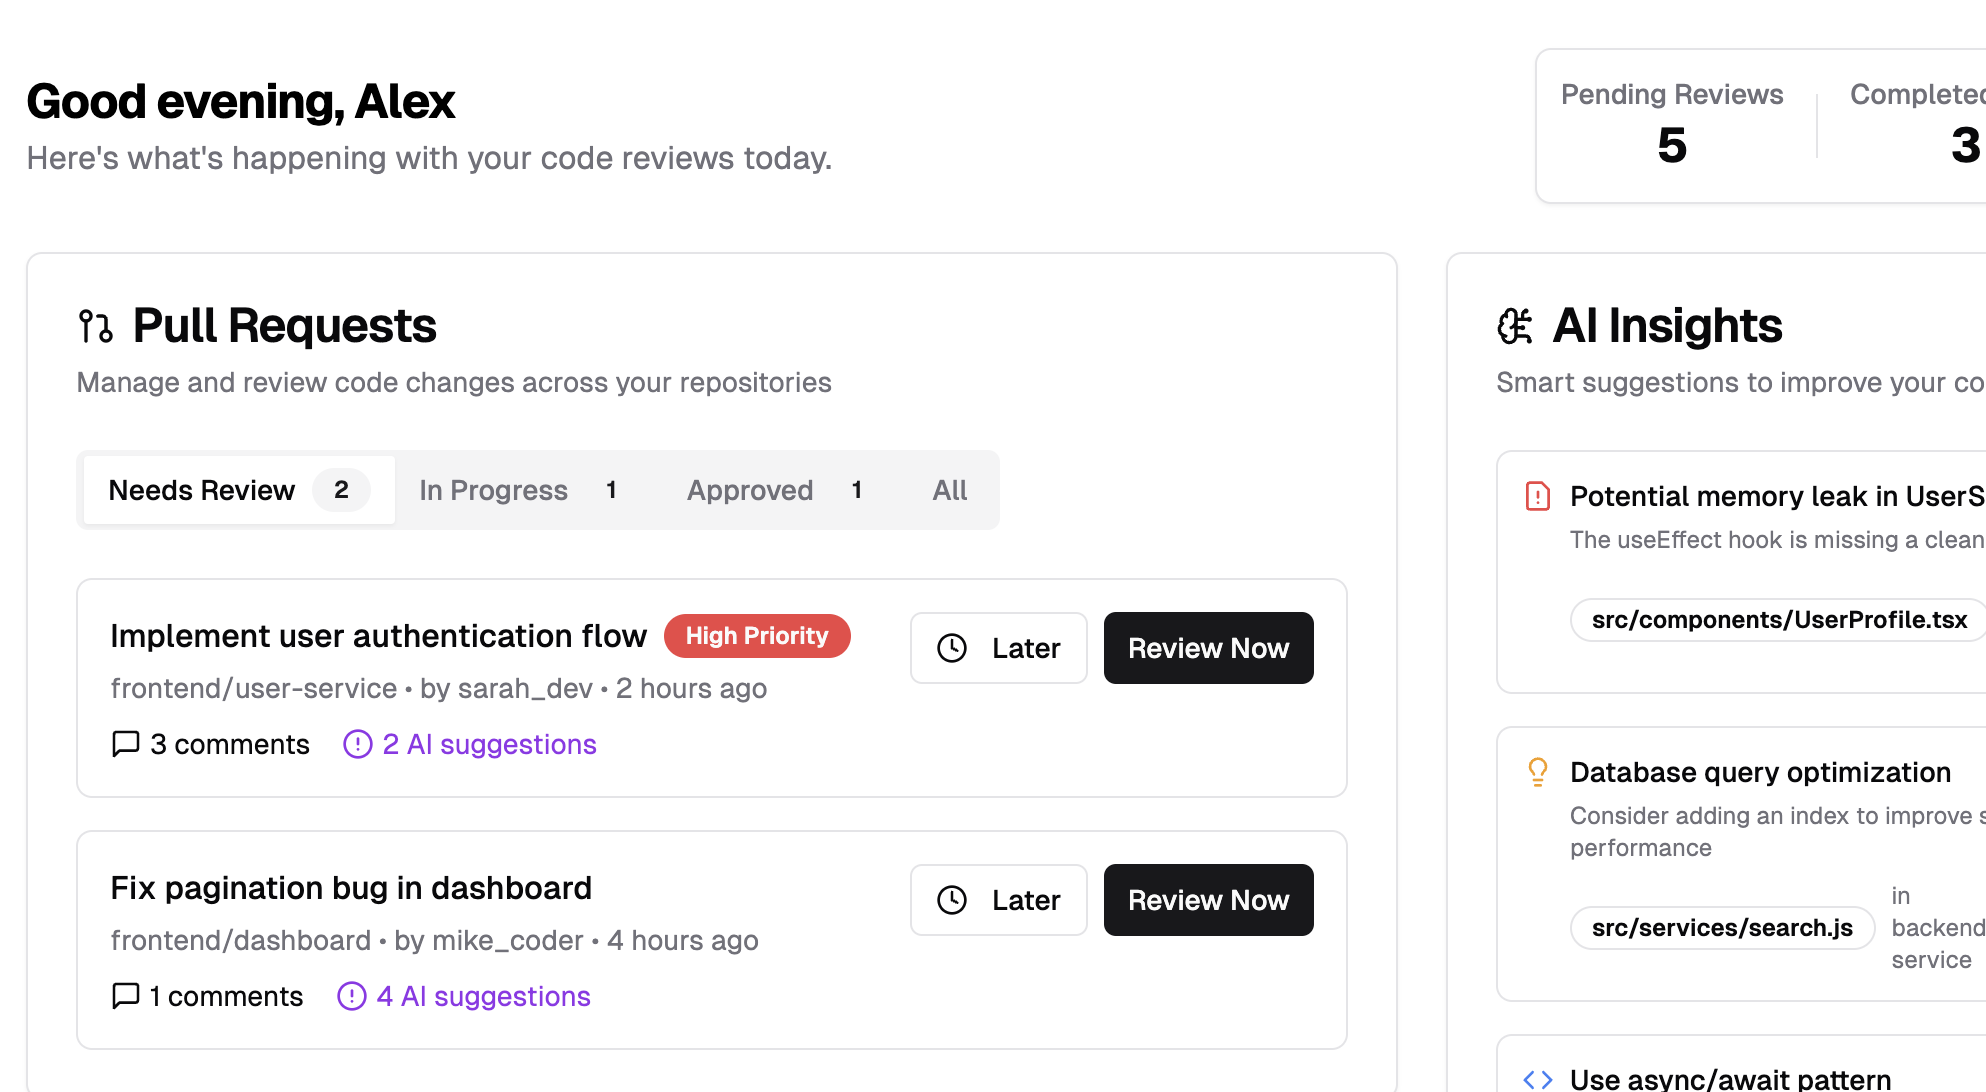 Good evening, Alex
Here's what's happening with your code reviews today.
Pending Reviews
5
Completed
3
Pull Requests
Manage and review code changes across your repositories
Needs Review 2 In Progress 1 Approved 1 All
Implement user authentication flow High Priority
frontend/user-service • by sarah_dev • 2 hours ago
3 comments 2 AI suggestions
Later Review Now
Fix pagination bug in dashboard
frontend/dashboard • by mike_coder • 4 hours ago
1 comments 4 AI suggestions
Later Review Now
AI Insights
Smart suggestions to improve your co
Potential memory leak in UserS
The useEffect hook is missing a clean
src/components/UserProfile.tsx
Database query optimization
Consider adding an index to improve s
performance
src/services/search.js
in
backend
service
Use async/await pattern